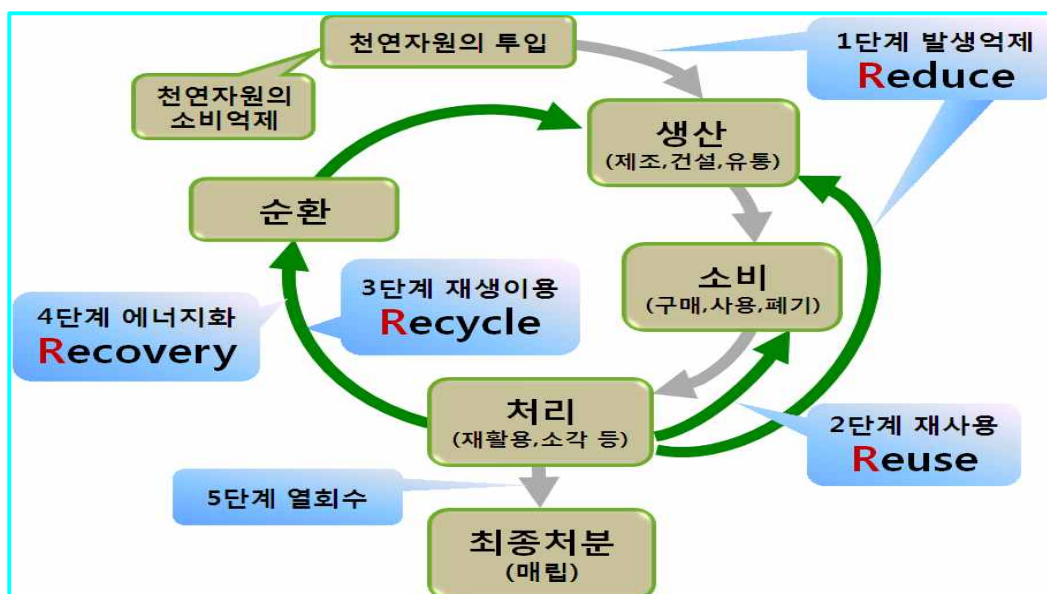 천연자원의 투입
1단계 발생억제
Reduce
천연자원의
소비억제
생산
(제조,건설,유통)
순환
소비
(구매,사용,폐기)
3단계 재생이용
Recycle
4단계 에너지화
Recovery
처리
(재활용,소각 등)
2단계 재사용
Reuse
5단계 열회수
최종처분
(매립)